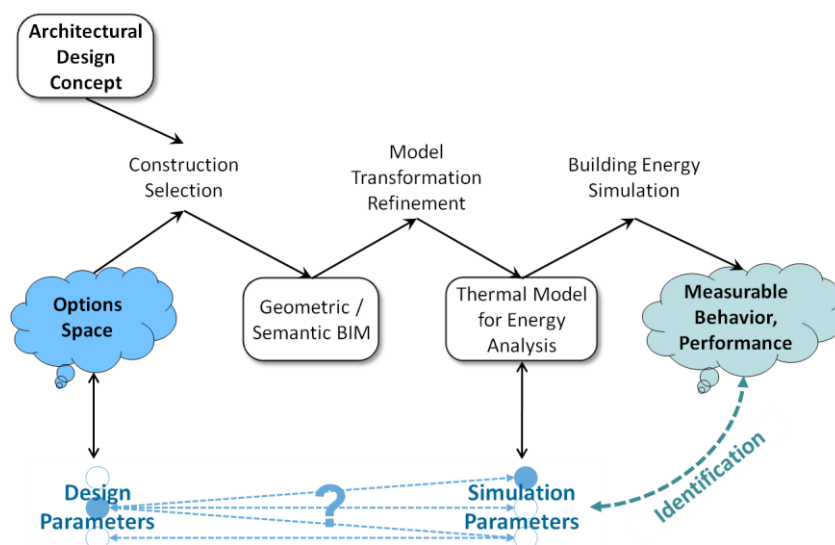 Architectural
Design
Concept
Construction
Selection
Model
Transformation
Refinement
Building Energy
Simulation
Options
Space
Geometric /
Semantic BIM
Thermal Model
for Energy
Analysis
Measurable
Behavior,
Performance
Design
Parameters
?
Simulation
Parameters
Identification